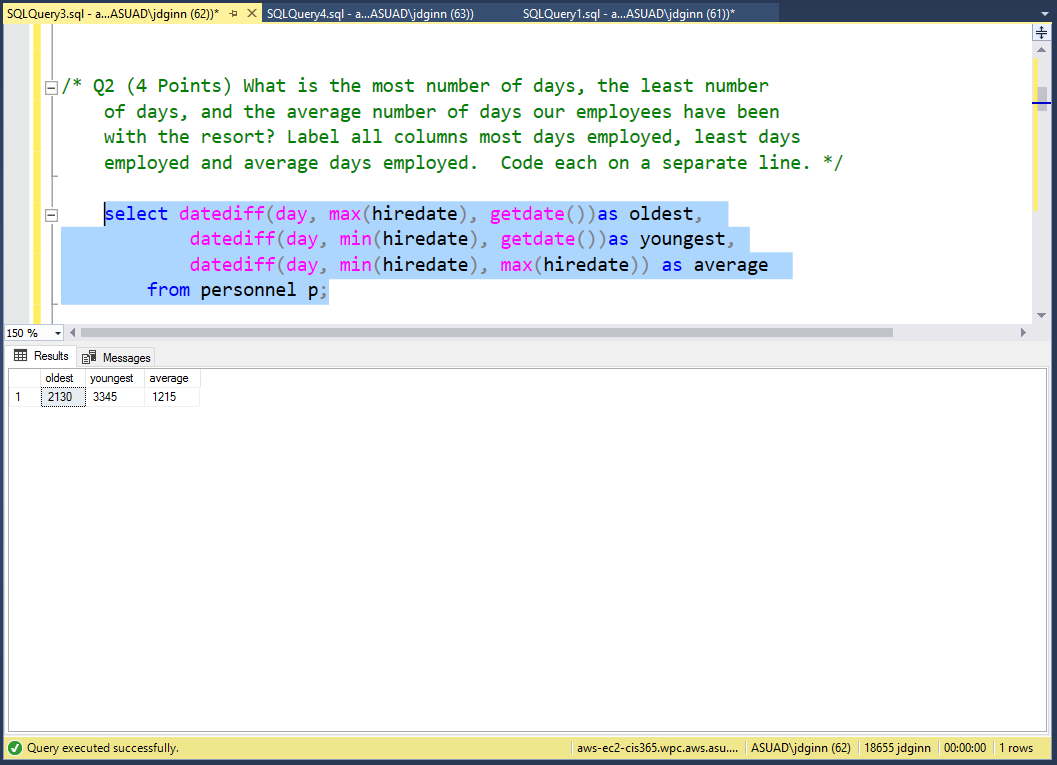 SQLQuery3.sql - a...ASUAD\jdginn (62))* SQLQuery4.sql - a...ASUAD\jdginn (63)) SQLQuery1.sql - a...ASUAD\jdginn (61))*
/* Q2 (4 Points) What is the most number of days, the least number
of days, and the average number of days our employees have been
with the resort? Label all columns most days employed, least days
employed and average days employed.  Code each on a separate line. */
select datediff(day, max(hiredate), getdate())as oldest,
datediff(day, min(hiredate), getdate())as youngest,
datediff(day, min(hiredate), max(hiredate)) as average
from personnel p;
150 %
Results Messages
oldest youngest average
1 2130 3345 1215
Query executed successfully. aws-ec2-cis365.wpc.aws.asu.... ASUAD\jdginn (62) 18655 jdginn 00:00:00 1 rows